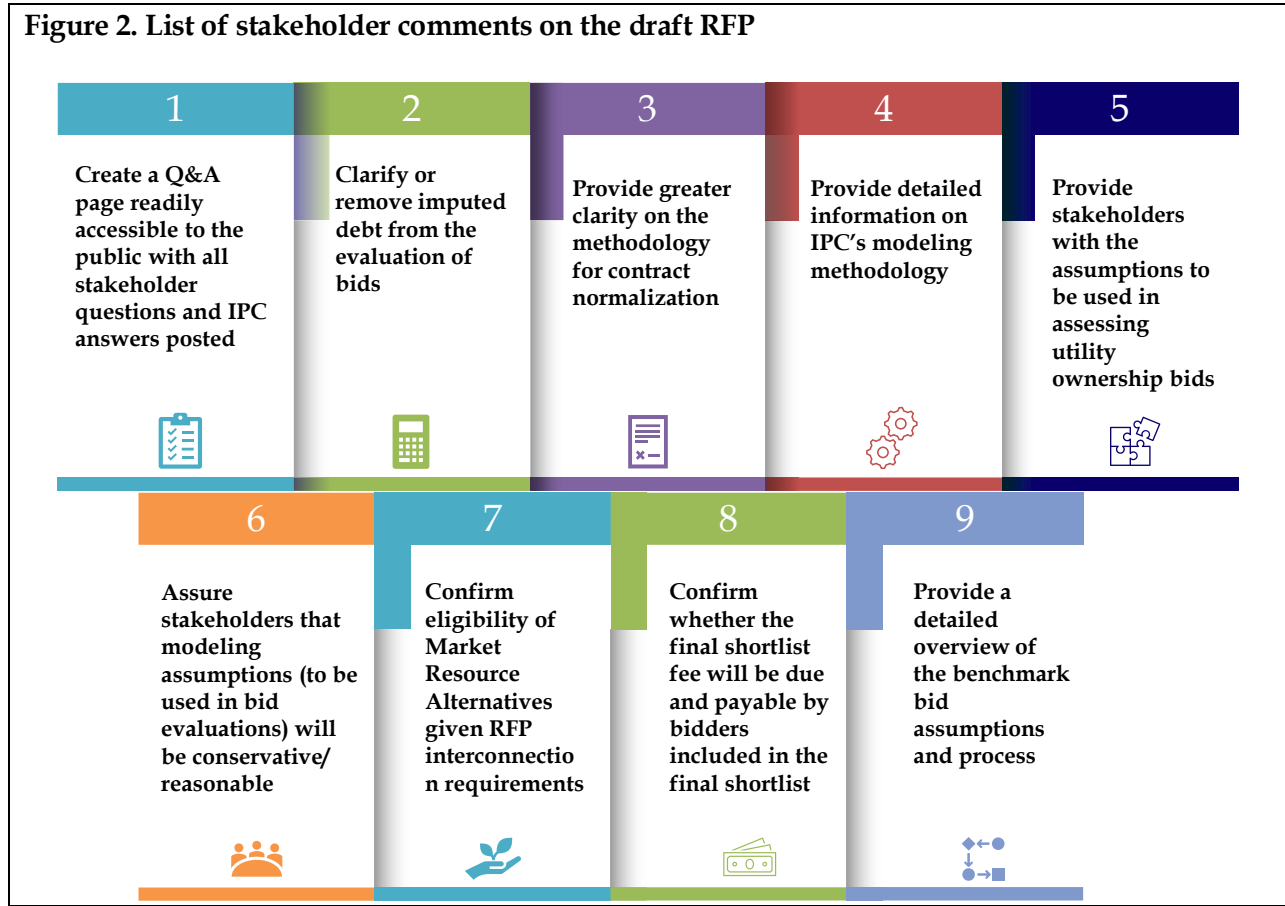 Figure 2. List of stakeholder comments on the draft RFP
1
Create a Q&A
page readily
accessible to the
public with all
stakeholder
questions and IPC
answers posted
2
Clarify or
remove imputed
debt from the
evaluation of
bids
3
Provide greater
clarity on the
methodology
for contract
normalization
4
Provide detailed
information on
IPC's modeling
methodology
5
Provide
stakeholders
with the
assumptions to
be used in
assessing
utility
ownership bids
6
Assure
stakeholders that
modeling
assumptions (to be
used in bid
evaluations) will
be conservative/
reasonable
7
Confirm
eligibility of
Market
Resource
Alternatives
given RFP
interconnectio
n requirements
8
Confirm
whether the
final shortlist
fee will be due
and payable by
bidders
included in the
final shortlist
9
Provide a
detailed
overview of
the benchmark
bid
assumptions
and process